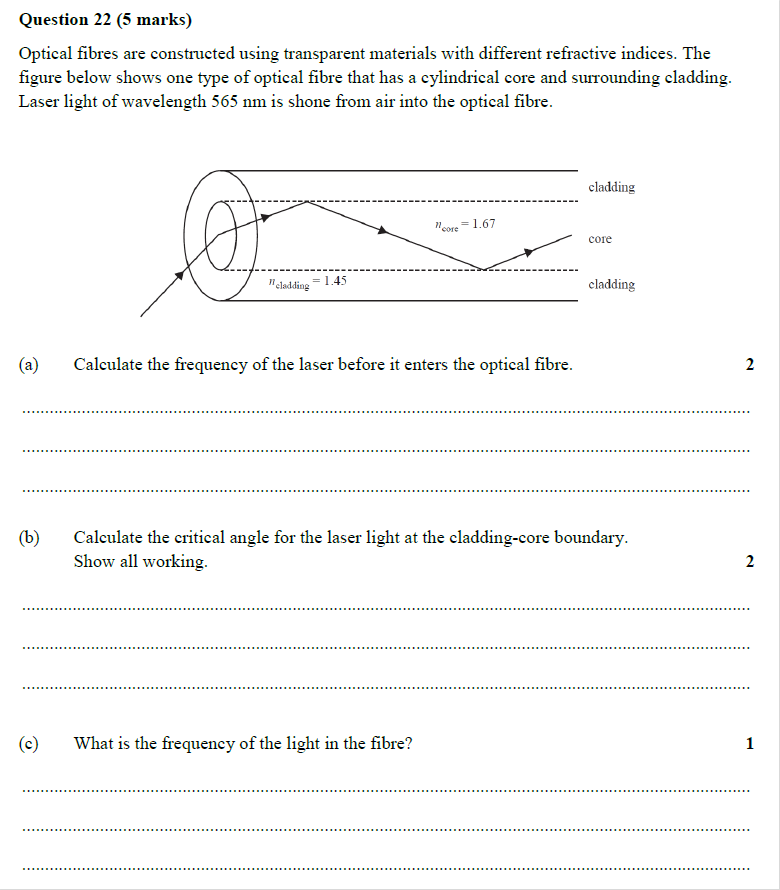 Question 22 (5 marks)
Optical fibres are constructed using transparent materials with different refractive indices. The
figure below shows one type of optical fibre that has a cylindrical core and surrounding cladding.
Laser light of wavelength 565 nm is shone from air into the optical fibre.
cladding
n core = 1.67
core
n cladding = 1.45
cladding
(a) Calculate the frequency of the laser before it enters the optical fibre. 2
(b) Calculate the critical angle for the laser light at the cladding-core boundary.
Show all working. 2
(c) What is the frequency of the light in the fibre? 1